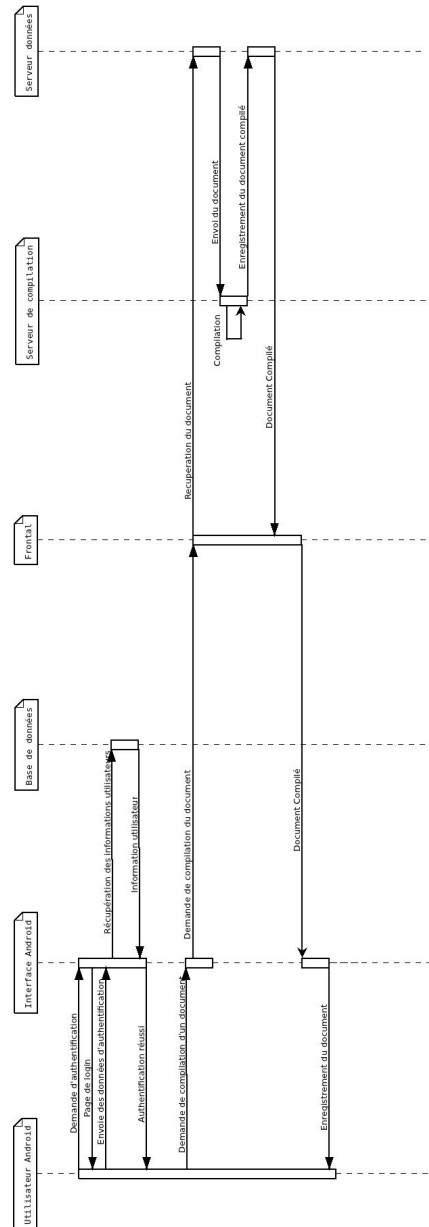 Utilisateur Android
Interface Android
Base de données
Frontal
Serveur de compilation
Serveur données
Demande d'authentification
Page de login
Envoie des données d'authentification
Récupération des informations utilisateurs
Information utilisateur
Authentification réussi
Demande de compilation d'un document
Demande de compilation du document
Recuperation du document
Envoi du document
Compilation
Enregistrement du document compilé
Document Compilé
Document Compilé
Enregistrement du document